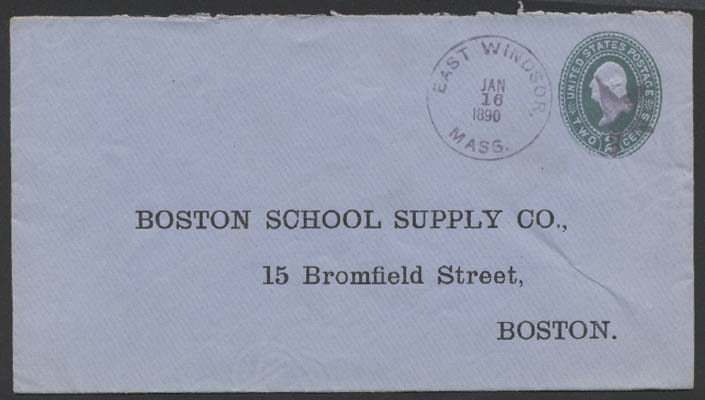 EAST WINDSOR,
JAN
16
1890
MASS.
UNITED STATES POSTAGE
TWO 2 CENTS
BOSTON SCHOOL SUPPLY CO.,
15 Bromfield Street,
BOSTON.